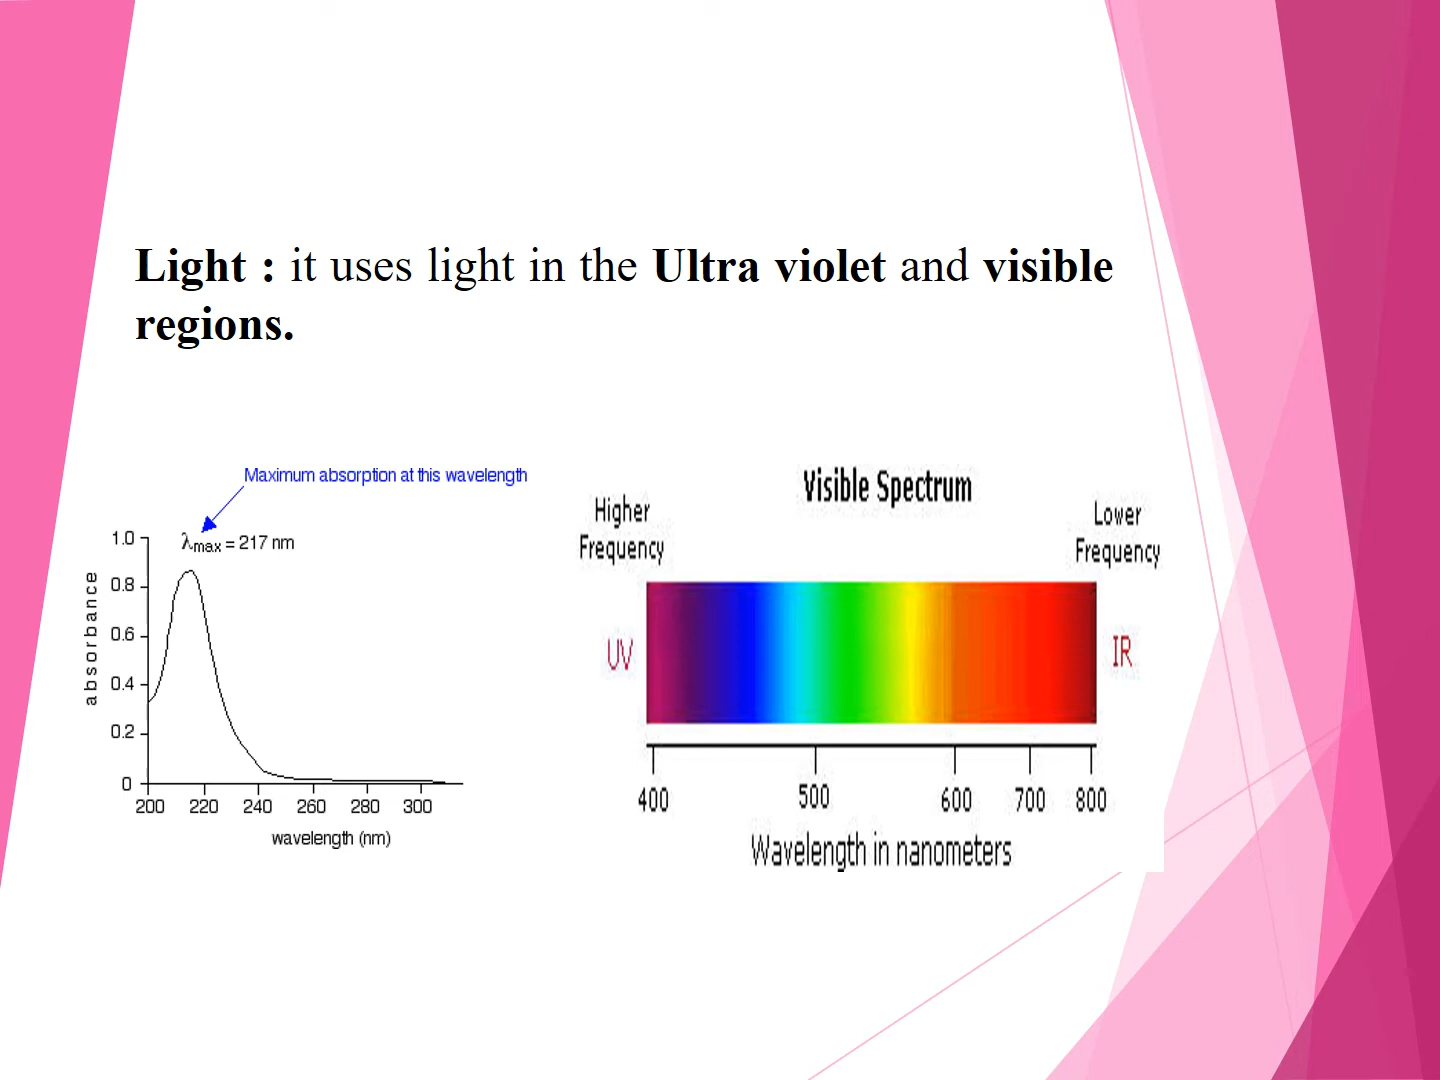 Light : it uses light in the Ultra violet and visible
regions.
Maximum absorption at this wavelength
λmax = 217 nm
1.0
0.8
0.6
0.4
0.2
0
absorbance
200 220 240 260 280 300
wavelength (nm)
Visible Spectrum
Higher
Frequency
Lower
Frequency
UV
IR
400 500 600 700 800
Wavelength in nanometers